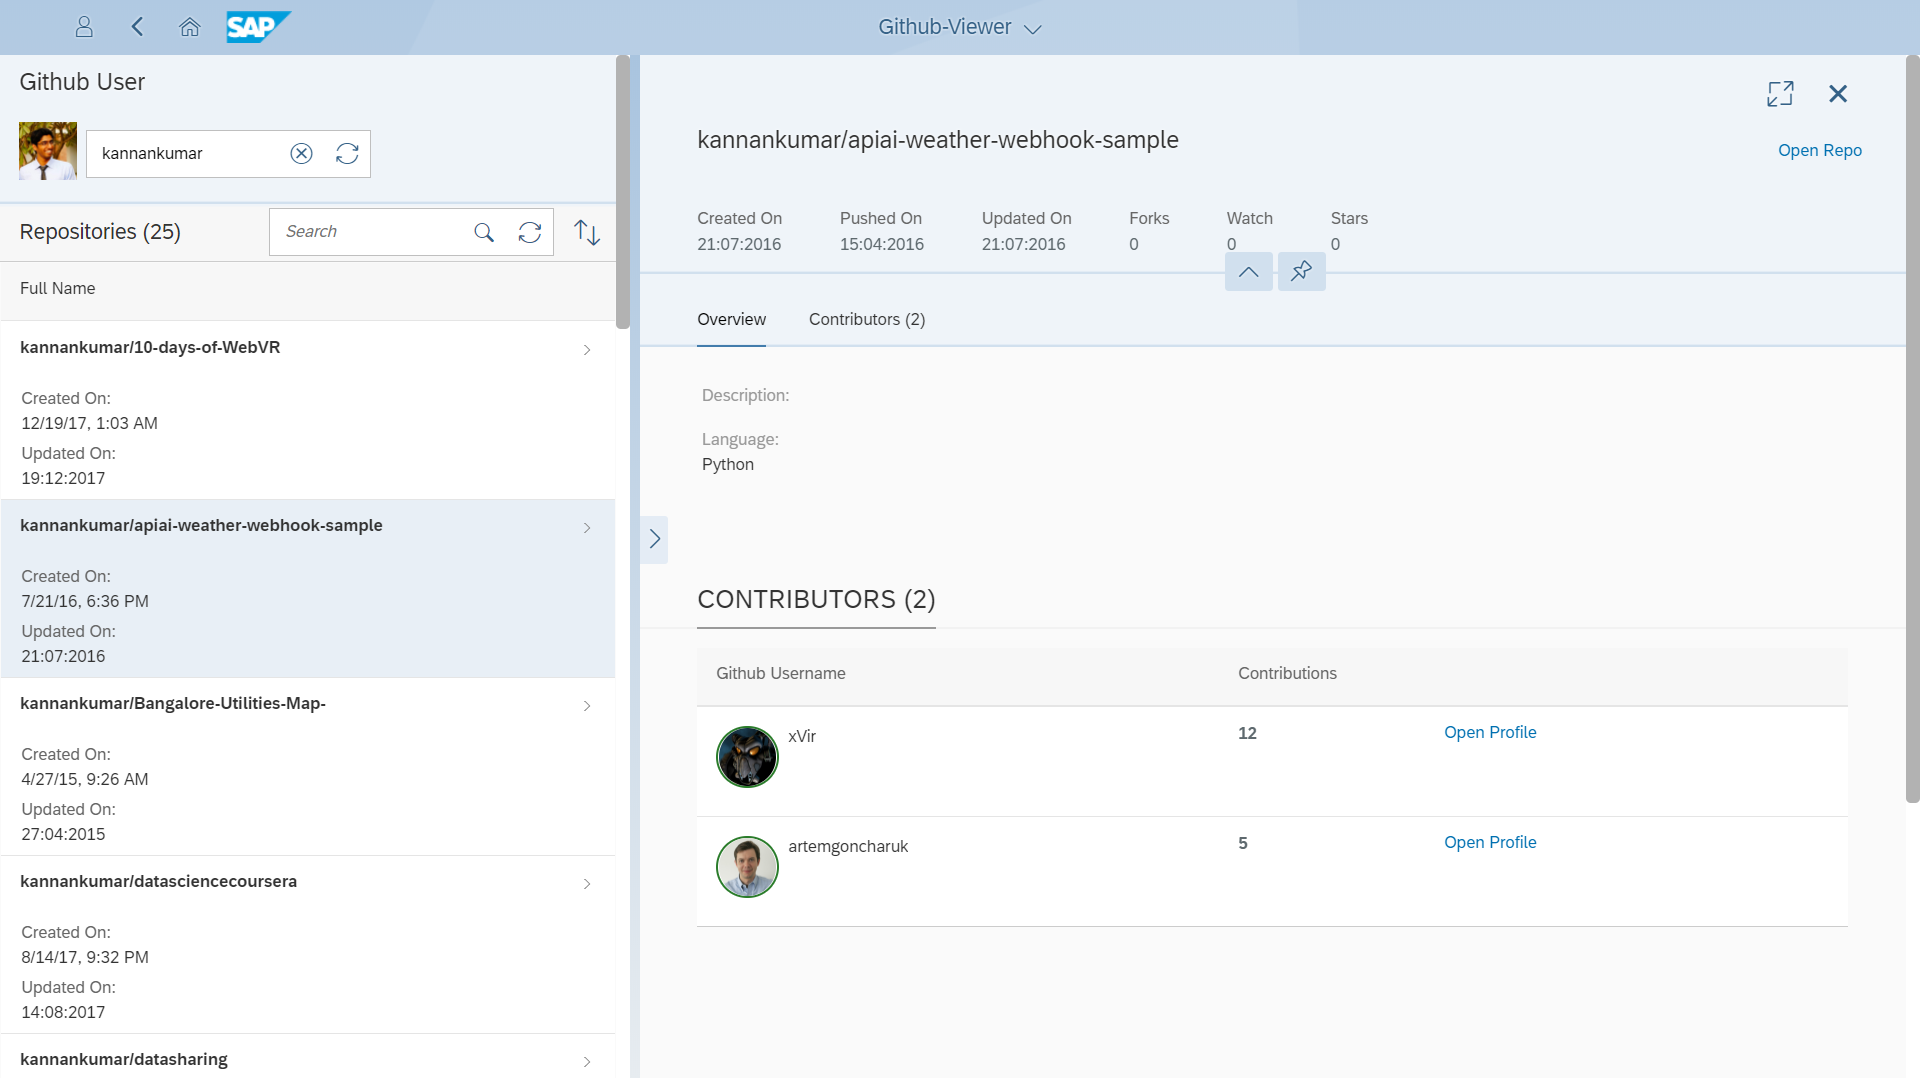 SAP
Github-Viewer
Github User
kannankumar
Repositories (25)
Search
Full Name
kannankumar/10-days-of-WebVR
Created On:
12/19/17, 1:03 AM
Updated On:
19:12:2017
kannankumar/apiai-weather-webhook-sample
Created On:
7/21/16, 6:36 PM
Updated On:
21:07:2016
kannankumar/Bangalore-Utilities-Map-
Created On:
4/27/15, 9:26 AM
Updated On:
27:04:2015
kannankumar/datasciencecoursera
Created On:
8/14/17, 9:32 PM
Updated On:
14:08:2017
kannankumar/datasharing
kannankumar/apiai-weather-webhook-sample
Open Repo
Created On Pushed On Updated On Forks Watch Stars
21:07:2016 15:04:2016 21:07:2016 0 0 0
Overview Contributors (2)
Description:
Language:
Python
CONTRIBUTORS (2)
Github Username Contributions
xVir 12 Open Profile
artemgoncharuk 5 Open Profile